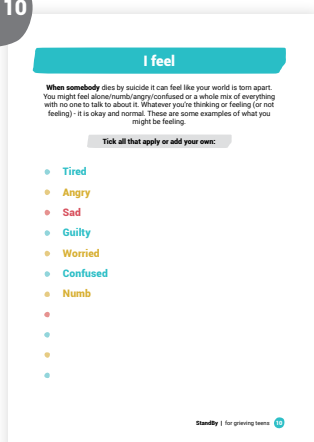 10
I feel
When somebody dies by suicide it can feel like your world is torn apart.
You might feel alone/numb/angry/confused or a whole mix of everything
with no one to talk to about it. Whatever you're thinking or feeling (or not
feeling) - it is okay and normal. These are some examples of what you
might be feeling.
Tick all that apply or add your own:
Tired
Angry
Sad
Guilty
Worried
Confused
Numb
StandBy | for grieving teens 10